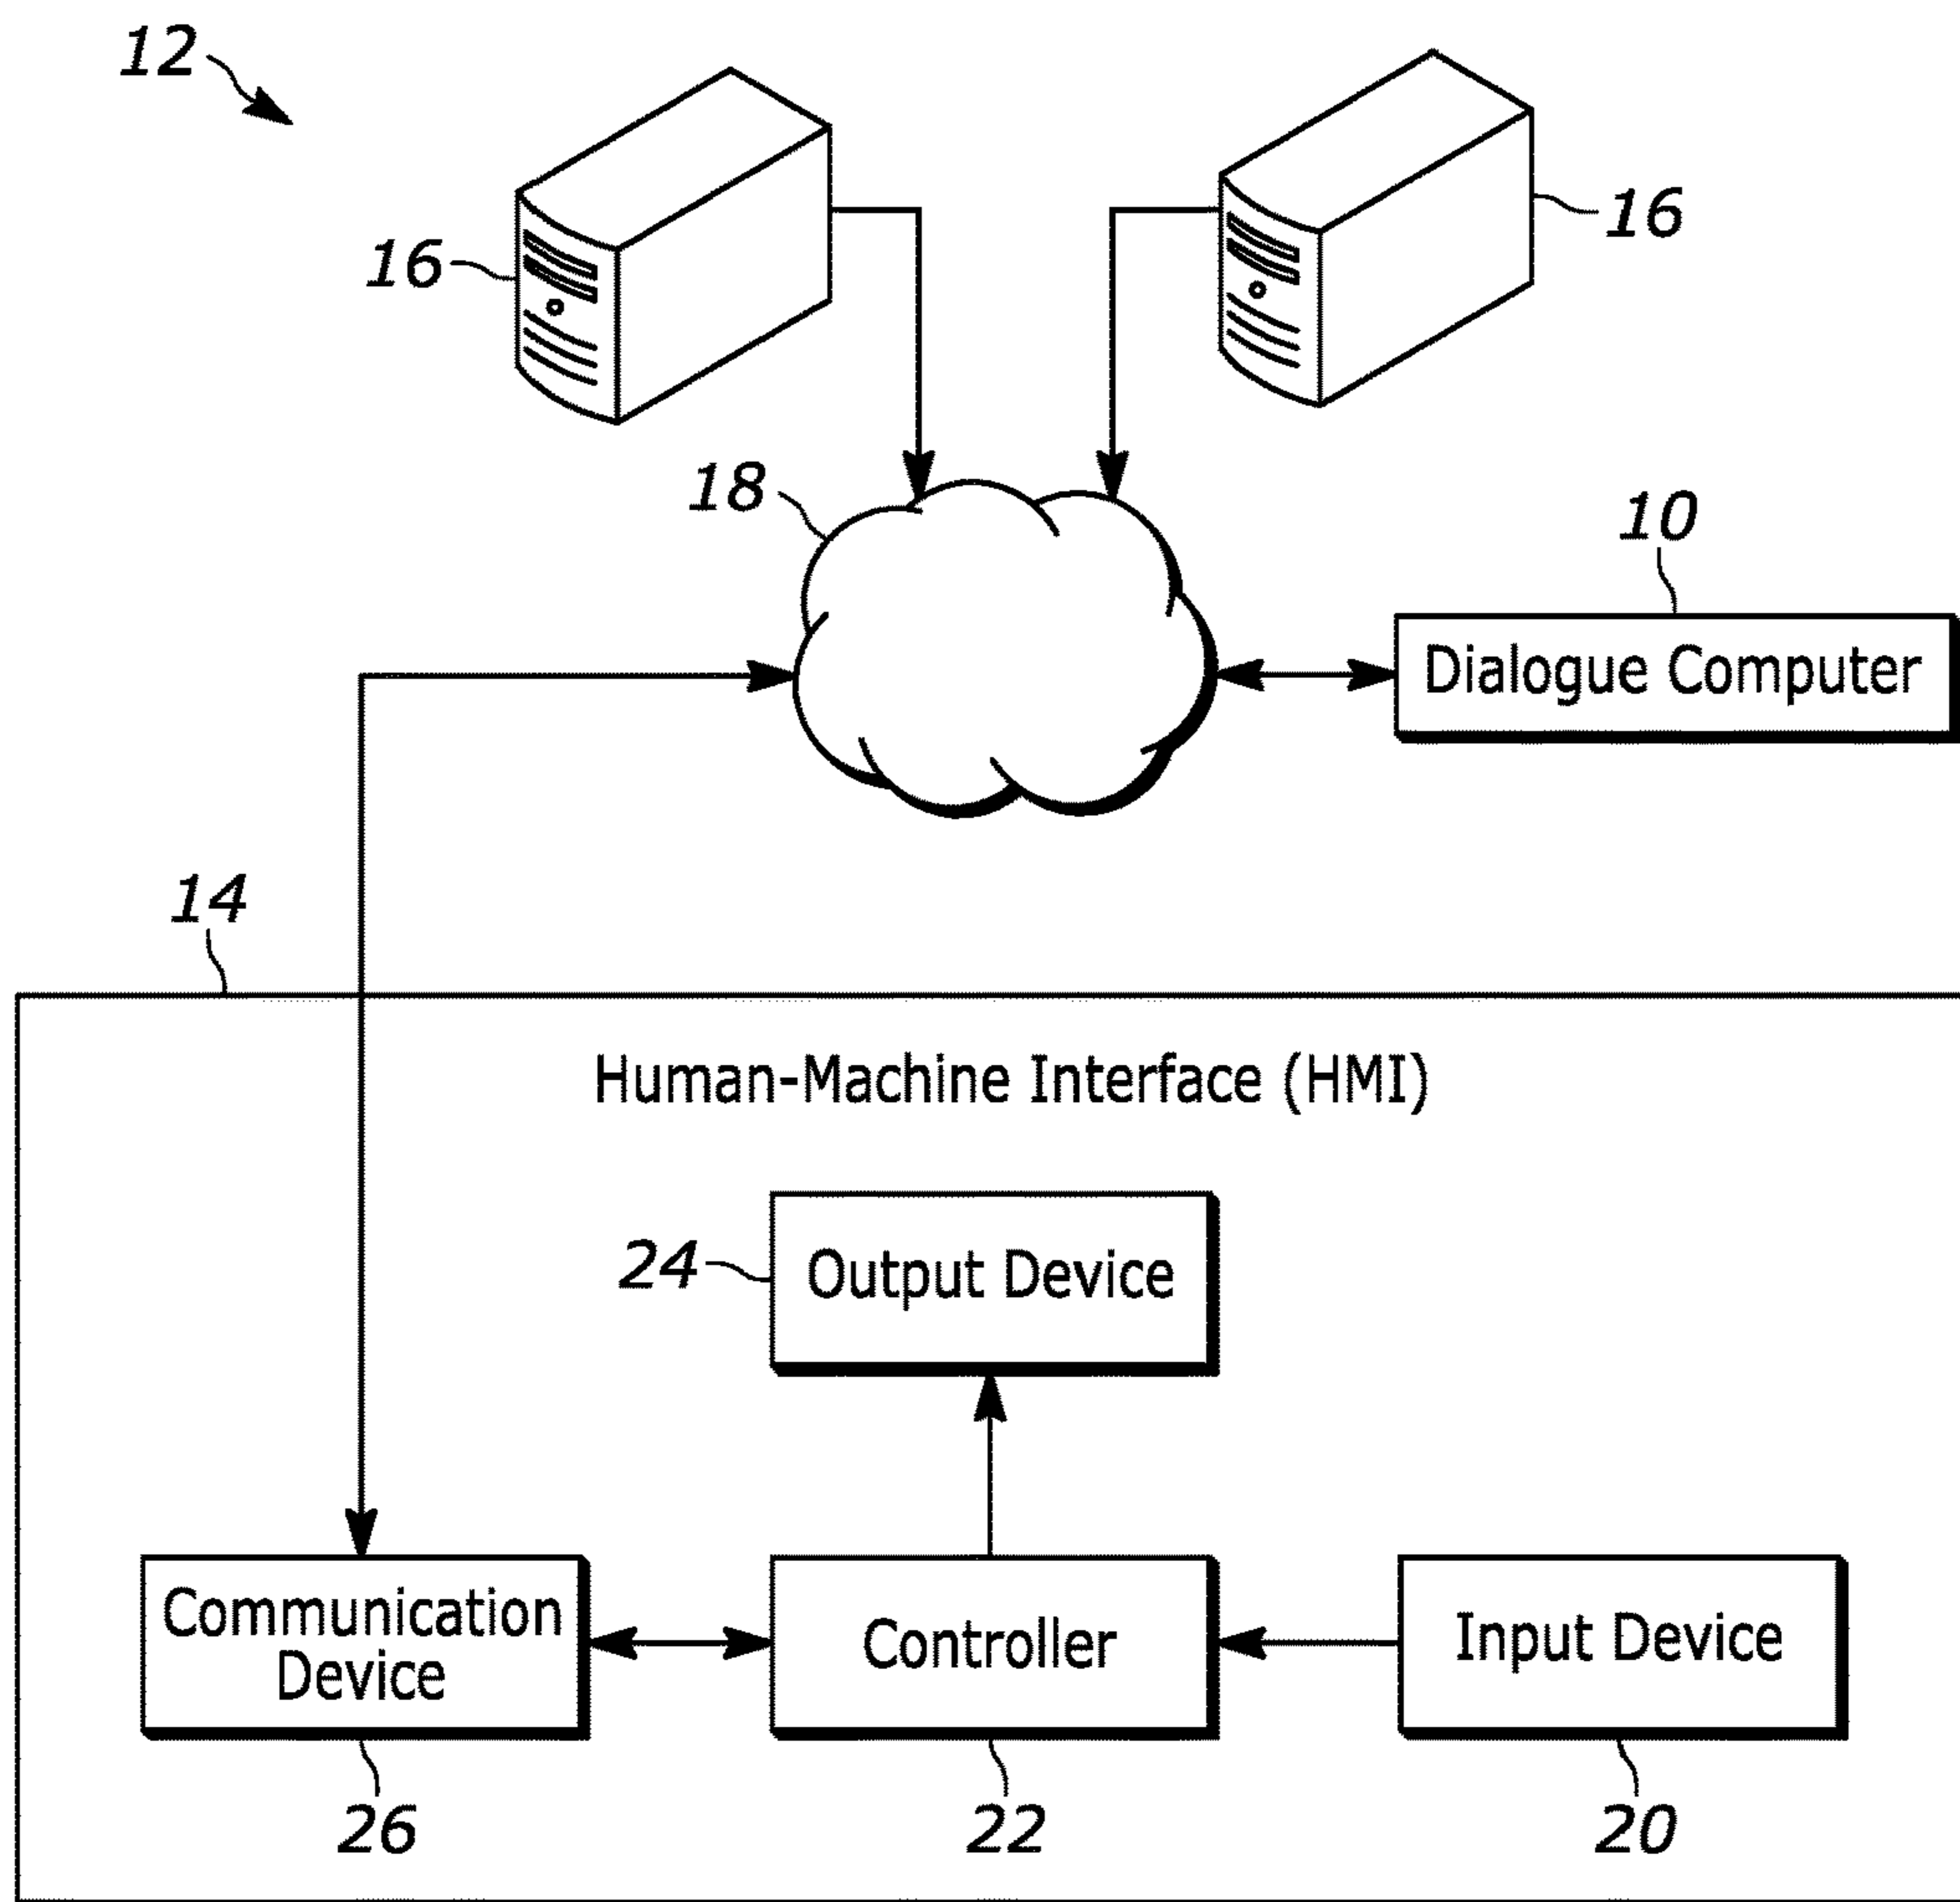 12
16
16
18
10
Dialogue Computer
14
Human-Machine Interface (HMI)
24
Output Device
Communication
Device
Controller
Input Device
26
22
20